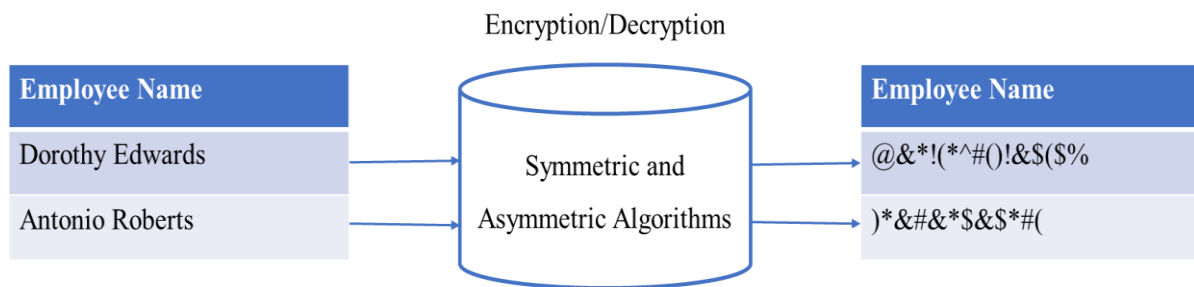 Encryption/Decryption
Employee Name
Dorothy Edwards
Antonio Roberts
Symmetric and
Asymmetric Algorithms
Employee Name
@&*!(*^#()!&$($%
)*&#&*$&$*#(